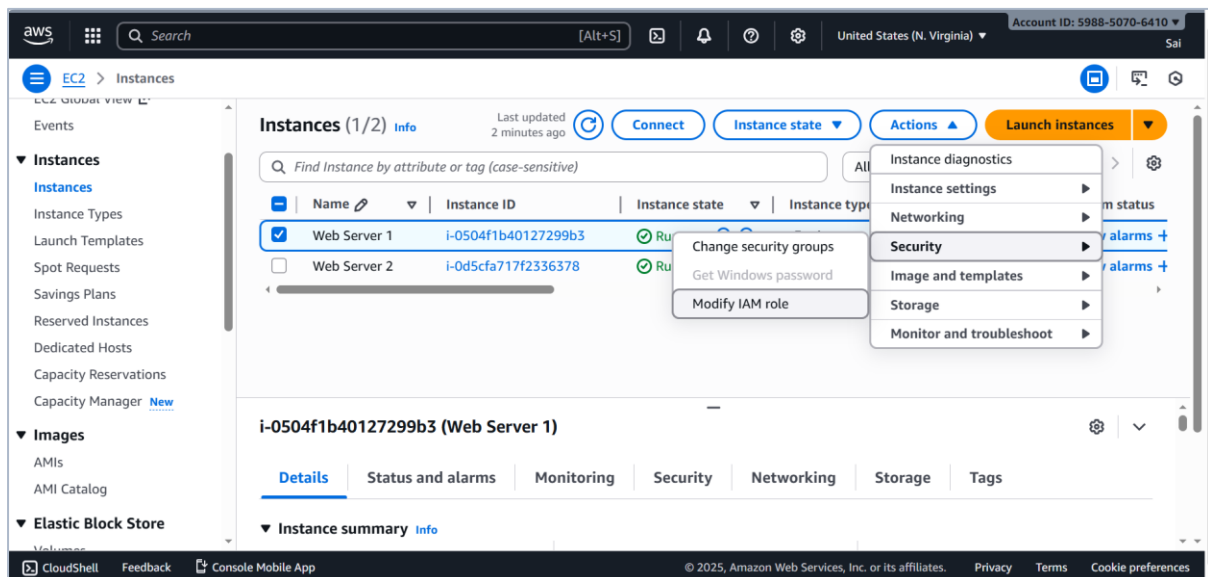 aws
Search [Alt+S]
United States (N. Virginia)
Account ID: 5988-5070-6410
Sai
EC2 > Instances
EC2 Global View
Events
Instances
Instances
Instance Types
Launch Templates
Spot Requests
Savings Plans
Reserved Instances
Dedicated Hosts
Capacity Reservations
Capacity Manager New
Images
AMIs
AMI Catalog
Elastic Block Store
Instances (1/2) Info
Last updated
2 minutes ago
Connect
Instance state
Actions
Launch instances
Find Instance by attribute or tag (case-sensitive)
All
Name Instance ID Instance state Instance type m status
Web Server 1 i-0504f1b40127299b3 Ru alarms +
Web Server 2 i-0d5cfa717f2336378 Ru alarms +
Instance diagnostics
Instance settings
Networking
Security
Image and templates
Storage
Monitor and troubleshoot
Change security groups
Get Windows password
Modify IAM role
i-0504f1b40127299b3 (Web Server 1)
Details Status and alarms Monitoring Security Networking Storage Tags
Instance summary Info
CloudShell Feedback Console Mobile App © 2025, Amazon Web Services, Inc. or its affiliates. Privacy Terms Cookie preferences